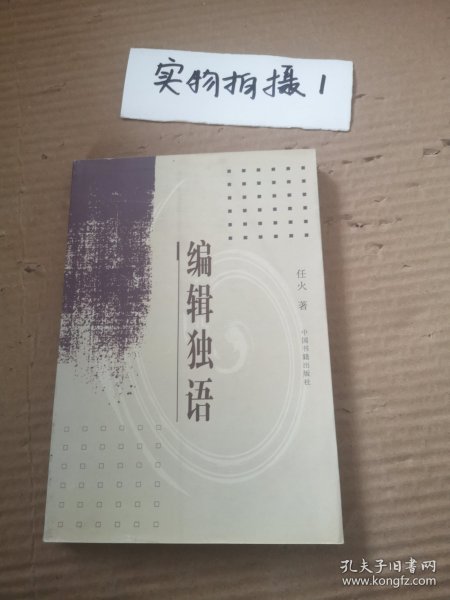 实物拍摄1
编辑独语
任火 著
中国书籍出版社
孔夫子旧书网
www.kongfz.com